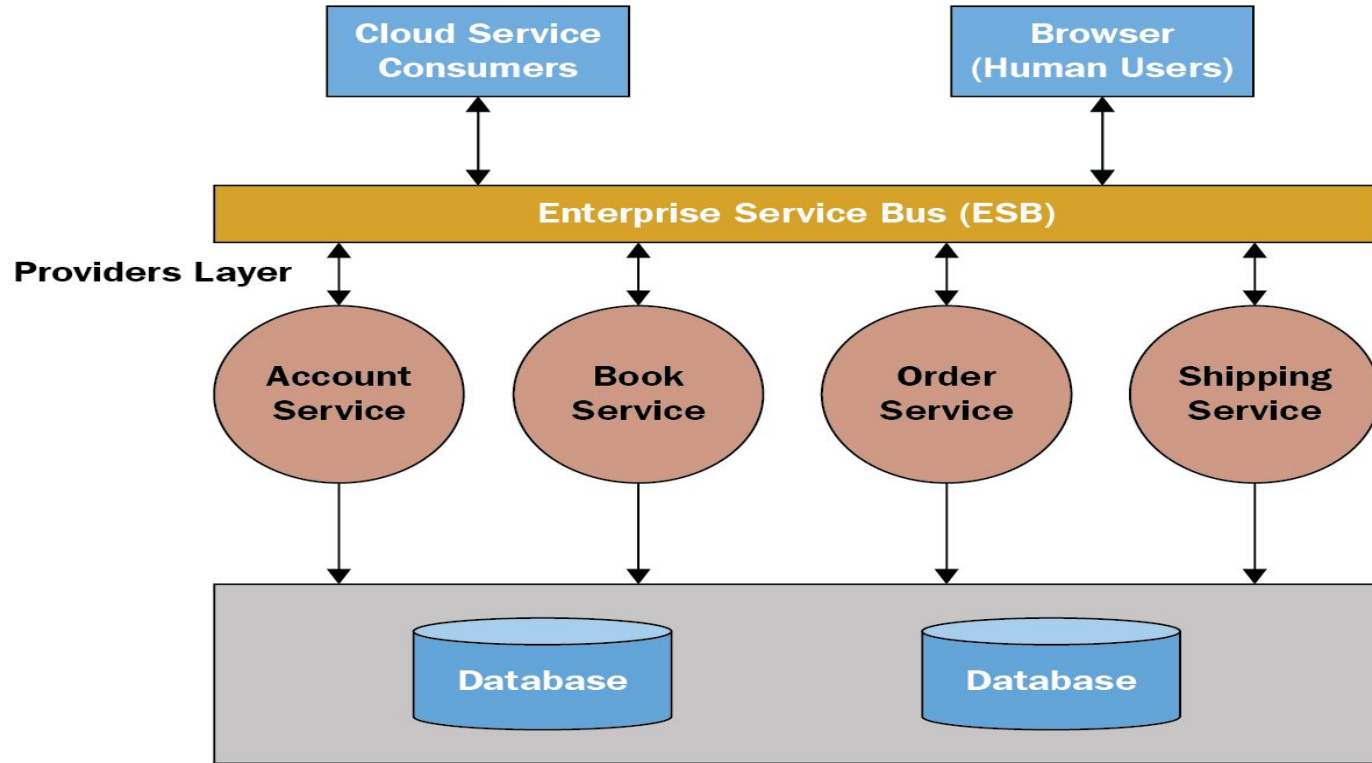 Cloud Service
Consumers
Browser
(Human Users)
Enterprise Service Bus (ESB)
Providers Layer
Account
Service
Book
Service
Order
Service
Shipping
Service
Database
Database